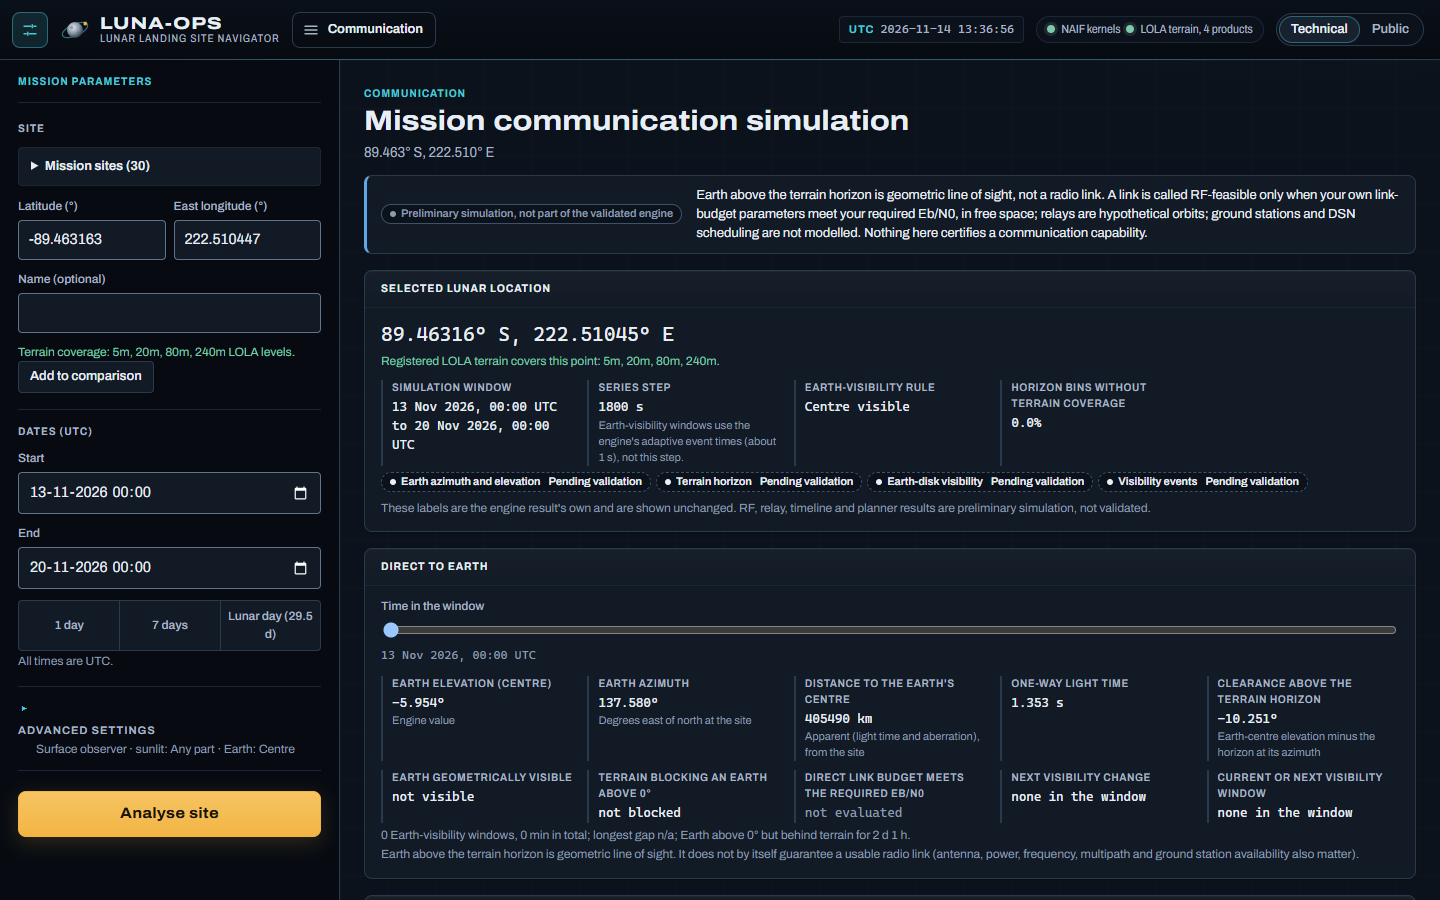 LUNA-OPS
LUNAR LANDING SITE NAVIGATOR
Communication
UTC 2026-11-14 13:36:56
NAIF kernels
LOLA terrain, 4 products
Technical
Public
MISSION PARAMETERS
SITE
Mission sites (30)
Latitude (°)
East longitude (°)
-89.463163
222.510447
Name (optional)
Terrain coverage: 5m, 20m, 80m, 240m LOLA levels.
Add to comparison
DATES (UTC)
Start
13-11-2026 00:00
End
20-11-2026 00:00
1 day
7 days
Lunar day (29.5
d)
All times are UTC.
ADVANCED SETTINGS
Surface observer · sunlit: Any part · Earth: Centre
Analyse site
COMMUNICATION
Mission communication simulation
89.463° S, 222.510° E
Preliminary simulation, not part of the validated engine
Earth above the terrain horizon is geometric line of sight, not a radio link. A link is called RF-feasible only when your own link-
budget parameters meet your required Eb/N0, in free space; relays are hypothetical orbits; ground stations and DSN
scheduling are not modelled. Nothing here certifies a communication capability.
SELECTED LUNAR LOCATION
89.46316° S, 222.51045° E
Registered LOLA terrain covers this point: 5m, 20m, 80m, 240m.
SIMULATION WINDOW
13 Nov 2026, 00:00 UTC
to 20 Nov 2026, 00:00
UTC
SERIES STEP
1800 s
Earth-visibility windows use the
engine's adaptive event times (about
1 s), not this step.
EARTH-VISIBILITY RULE
Centre visible
HORIZON BINS WITHOUT
TERRAIN COVERAGE
0.0%
Earth azimuth and elevation Pending validation
Terrain horizon Pending validation
Earth-disk visibility Pending validation
Visibility events Pending validation
These labels are the engine result's own and are shown unchanged. RF, relay, timeline and planner results are preliminary simulation, not validated.
DIRECT TO EARTH
Time in the window
13 Nov 2026, 00:00 UTC
EARTH ELEVATION (CENTRE)
−5.954°
Engine value
EARTH AZIMUTH
137.580°
Degrees east of north at the site
DISTANCE TO THE EARTH'S
CENTRE
405490 km
Apparent (light time and aberration),
from the site
ONE-WAY LIGHT TIME
1.353 s
CLEARANCE ABOVE THE
TERRAIN HORIZON
−10.251°
Earth-centre elevation minus the
horizon at its azimuth
EARTH GEOMETRICALLY VISIBLE
not visible
TERRAIN BLOCKING AN EARTH
ABOVE 0°
not blocked
DIRECT LINK BUDGET MEETS
THE REQUIRED EB/N0
not evaluated
NEXT VISIBILITY CHANGE
none in the window
CURRENT OR NEXT VISIBILITY
WINDOW
none in the window
0 Earth-visibility windows, 0 min in total; longest gap n/a; Earth above 0° but behind terrain for 2 d 1 h.
Earth above the terrain horizon is geometric line of sight. It does not by itself guarantee a usable radio link (antenna, power, frequency, multipath and ground station availability also matter).